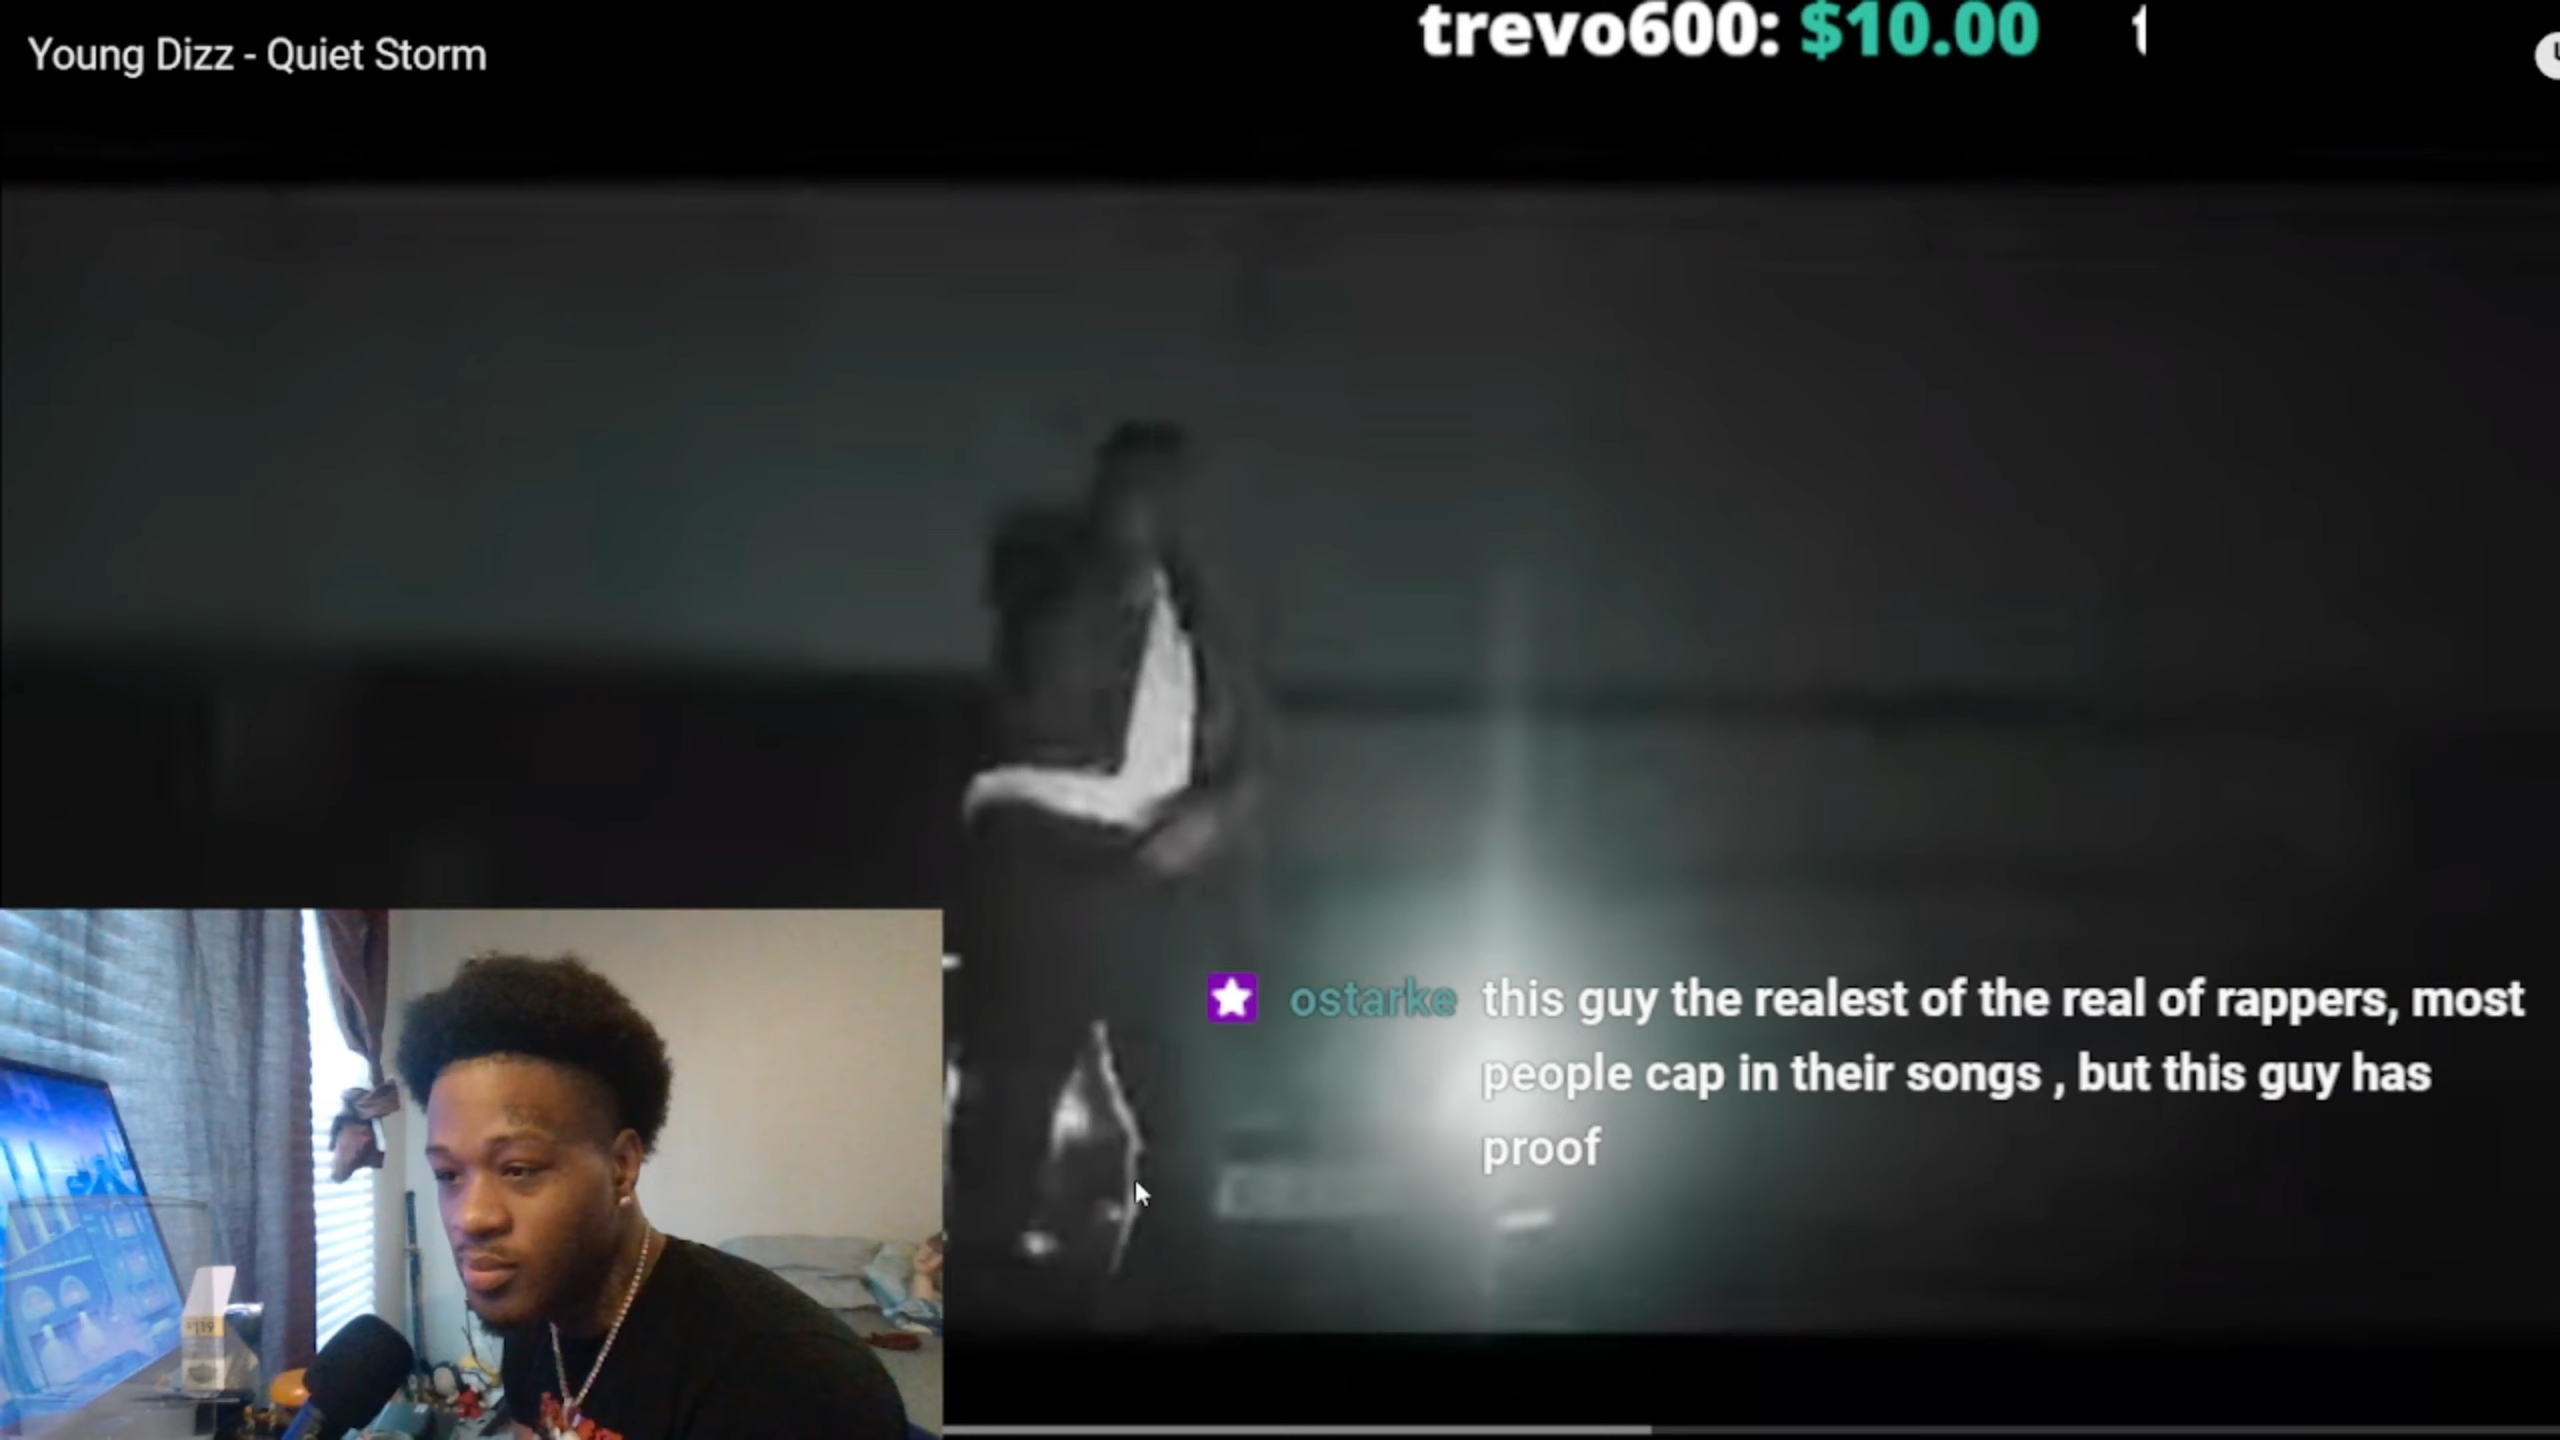 Young Dizz - Quiet Storm
trevo600: $10.00 t
ostarke this guy the realest of the real of rappers, most
people cap in their songs , but this guy has
proof
119